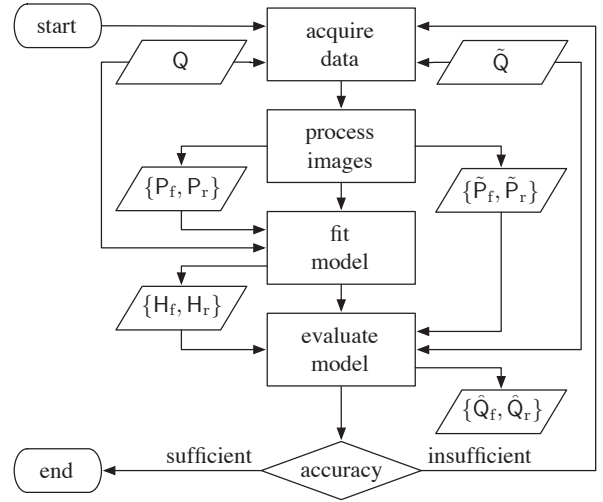 start
acquire
data
Q
Q̃
process
images
{P_f, P_r}
{P̃_f, P̃_r}
fit
model
{H_f, H_r}
evaluate
model
{Q̂_f, Q̂_r}
sufficient
insufficient
end
accuracy